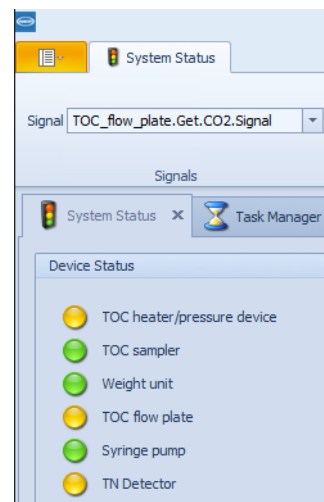 System Status
Signal TOC_flow_plate.Get.CO2.Signal
Signals
System Status Task Manager
Device Status
TOC heater/pressure device
TOC sampler
Weight unit
TOC flow plate
Syringe pump
TN Detector